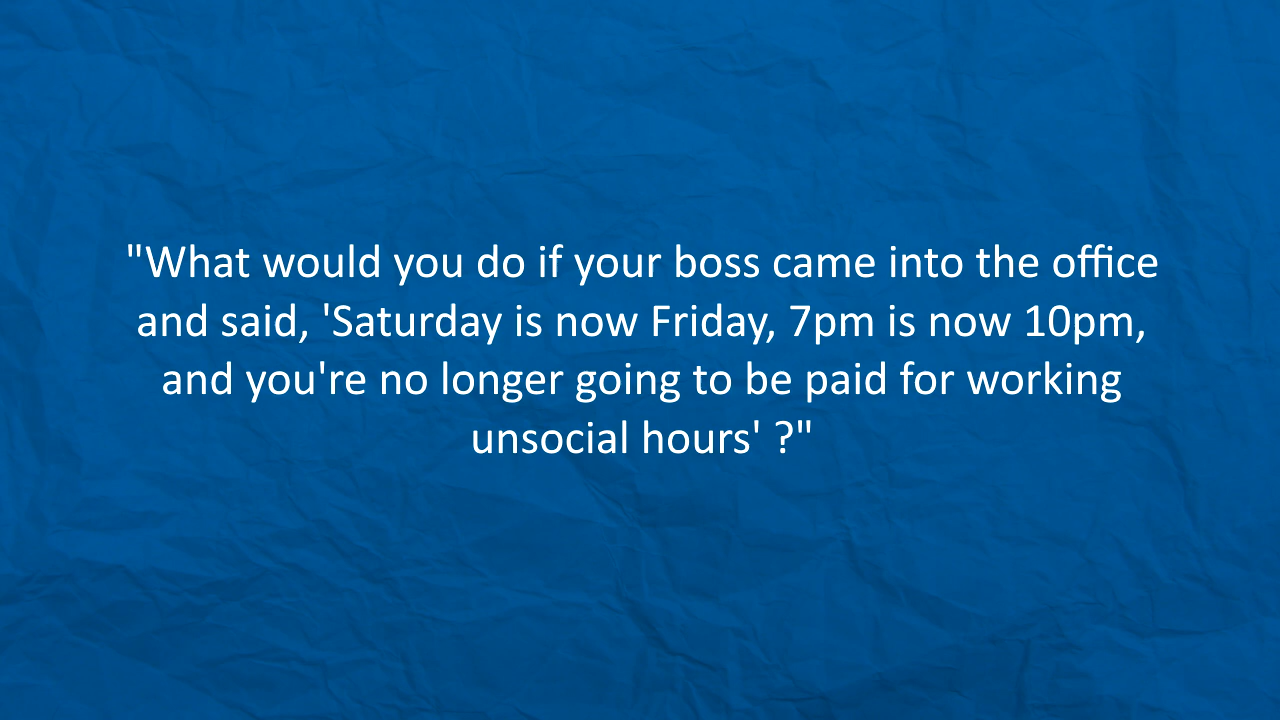 "What would you do if your boss came into the office
and said, 'Saturday is now Friday, 7pm is now 10pm,
and you're no longer going to be paid for working
unsocial hours' ?"